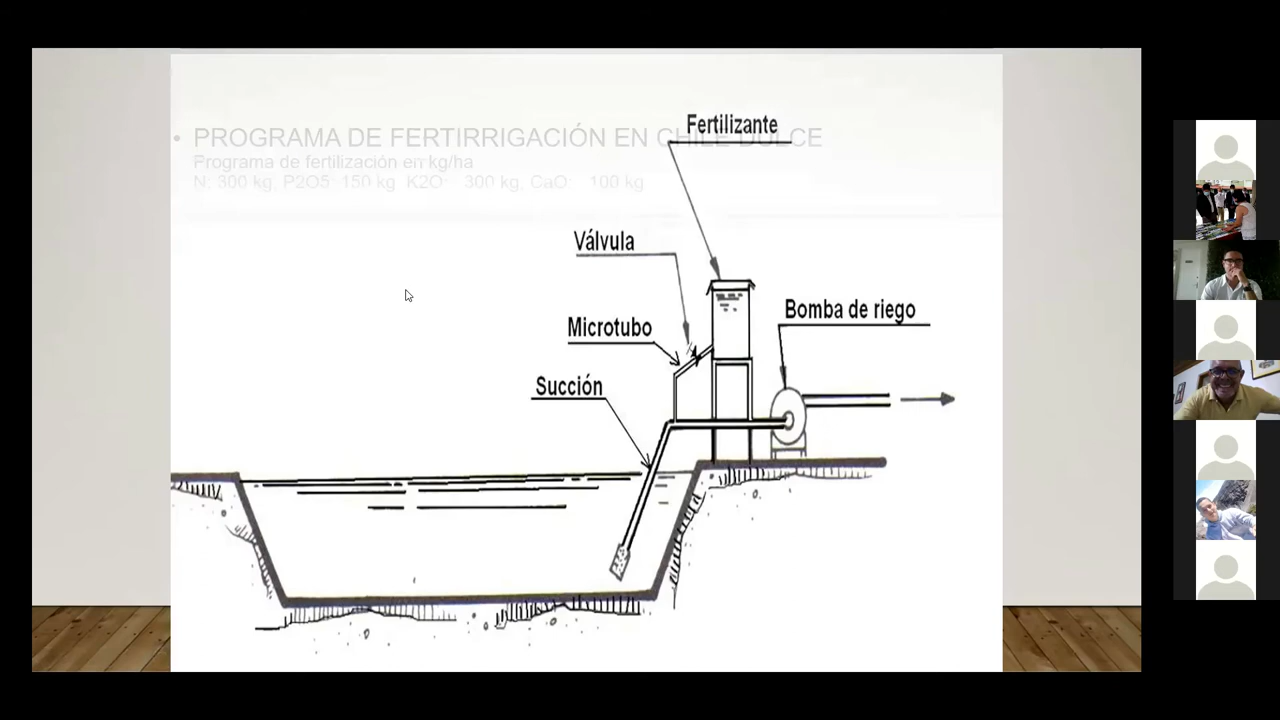 Fertilizante
• PROGRAMA DE FERTIRRIGACIÓN EN CHILE DULCE
Programa de fertilización en kg/ha
N: 300 kg, P2O5: 150 kg K2O: 300 kg, CaO: 100 kg
Válvula
Bomba de riego
Microtubo
Succión